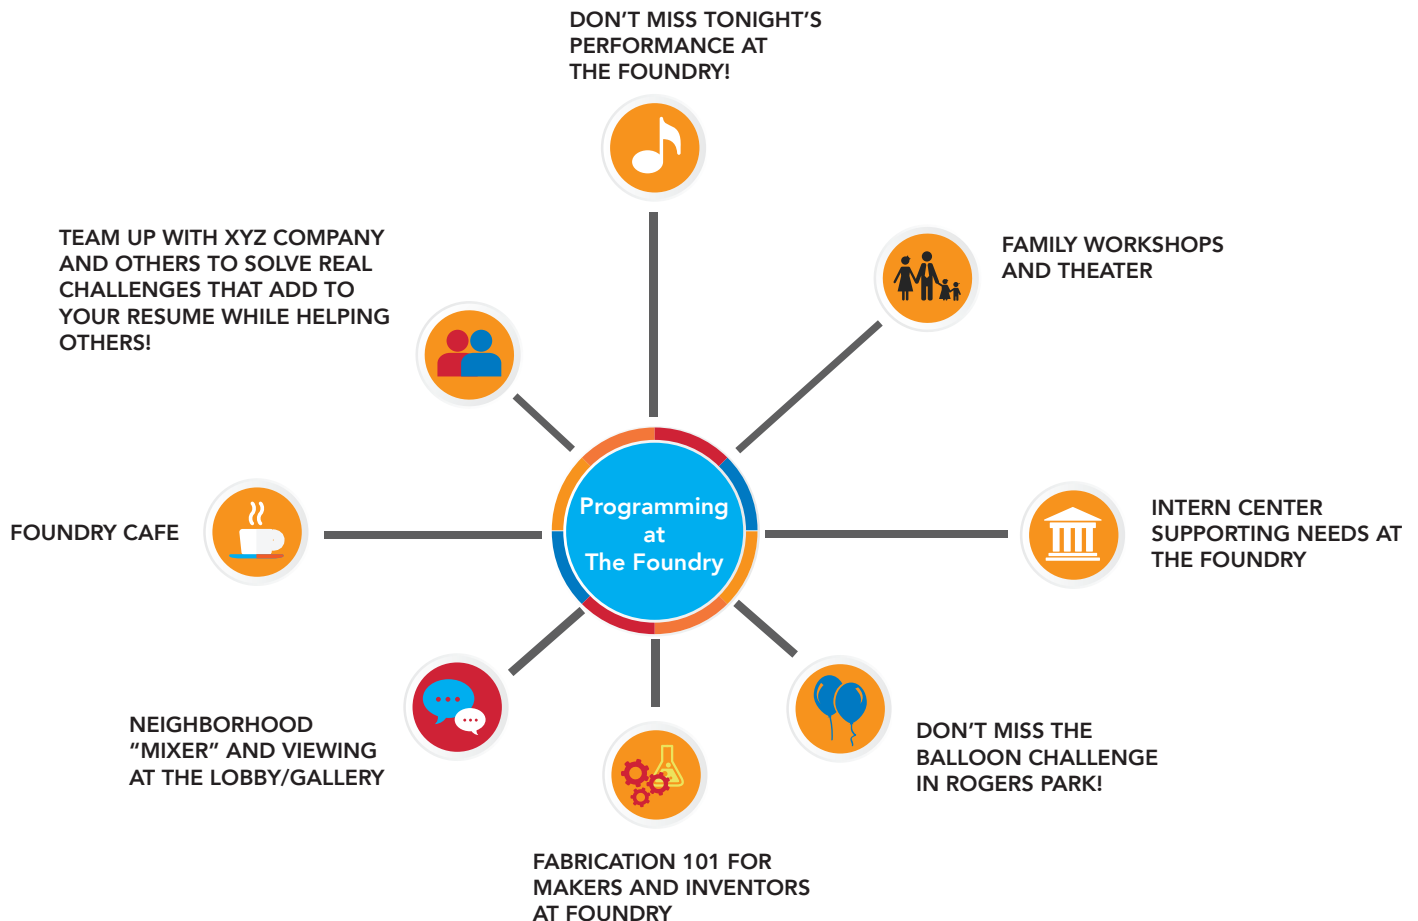 DON'T MISS TONIGHT'S
PERFORMANCE AT
THE FOUNDRY!
TEAM UP WITH XYZ COMPANY
AND OTHERS TO SOLVE REAL
CHALLENGES THAT ADD TO
YOUR RESUME WHILE HELPING
OTHERS!
FAMILY WORKSHOPS
AND THEATER
FOUNDRY CAFE
Programming
at
The Foundry
INTERN CENTER
SUPPORTING NEEDS AT
THE FOUNDRY
NEIGHBORHOOD
“MIXER” AND VIEWING
AT THE LOBBY/GALLERY
DON'T MISS THE
BALLOON CHALLENGE
IN ROGERS PARK!
FABRICATION 101 FOR
MAKERS AND INVENTORS
AT FOUNDRY